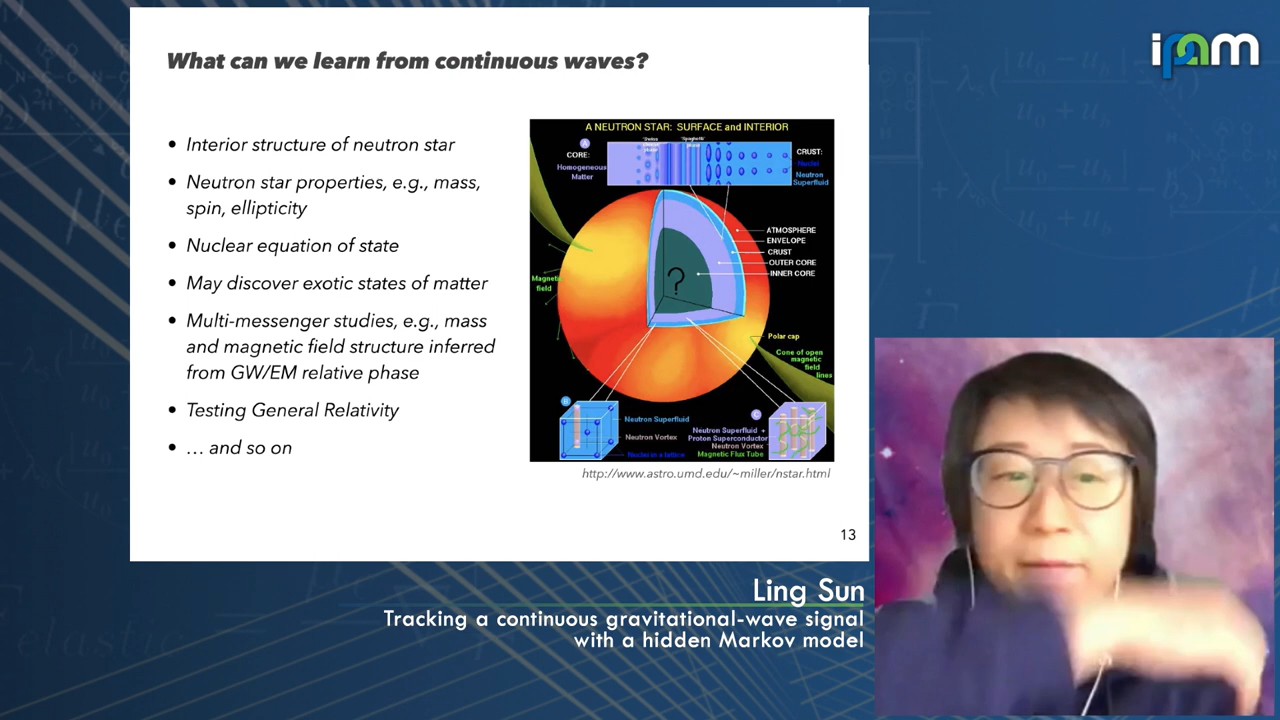 What can we learn from continuous waves?
• Interior structure of neutron star
• Neutron star properties, e.g., mass,
spin, ellipticity
• Nuclear equation of state
• May discover exotic states of matter
• Multi-messenger studies, e.g., mass
and magnetic field structure inferred
from GW/EM relative phase
• Testing General Relativity
• … and so on
A NEUTRON STAR: SURFACE and INTERIOR
A
CORE:
Homogeneous
Matter
CRUST:
Nuclei
Neutron
Superfluid
ATMOSPHERE
ENVELOPE
CRUST
OUTER CORE
INNER CORE
?
Magnetic
field
Polar cap
Cone of open
magnetic
field
lines
B
Neutron Superfluid
Neutron Vortex
Nuclei in a lattice
C
Neutron Superfluid +
Proton Superconductor
Neutron Vortex
Magnetic Flux Tube
http://www.astro.umd.edu/~miller/nstar.html
13
ipam
Ling Sun
Tracking a continuous gravitational-wave signal
with a hidden Markov model